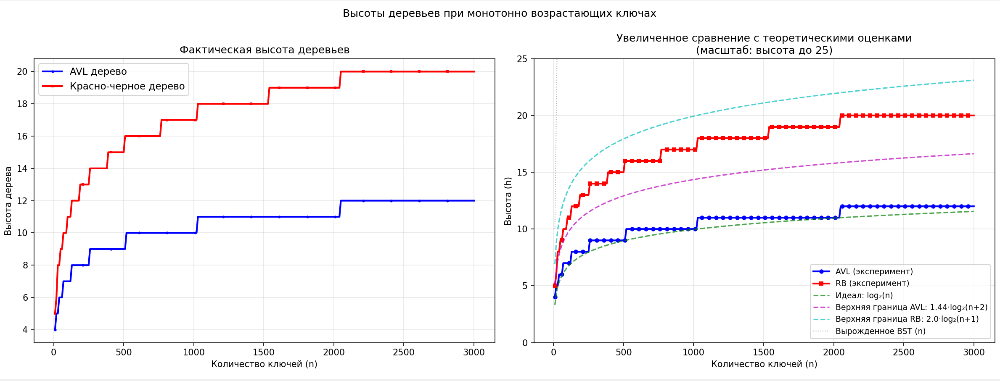 Высоты деревьев при монотонно возрастающих ключах
Фактическая высота деревьев
AVL дерево
Красно-черное дерево
Высота дерева
20
18
16
14
12
10
8
6
4
0 500 1000 1500 2000 2500 3000
Количество ключей (n)
Увеличенное сравнение с теоретическими оценками
(масштаб: высота до 25)
Высота (h)
25
20
15
10
5
0
AVL (эксперимент)
RB (эксперимент)
Идеал: log₂(n)
Верхняя граница AVL: 1.44·log₂(n+2)
Верхняя граница RB: 2.0·log₂(n+1)
Вырожденное BST (n)
0 500 1000 1500 2000 2500 3000
Количество ключей (n)